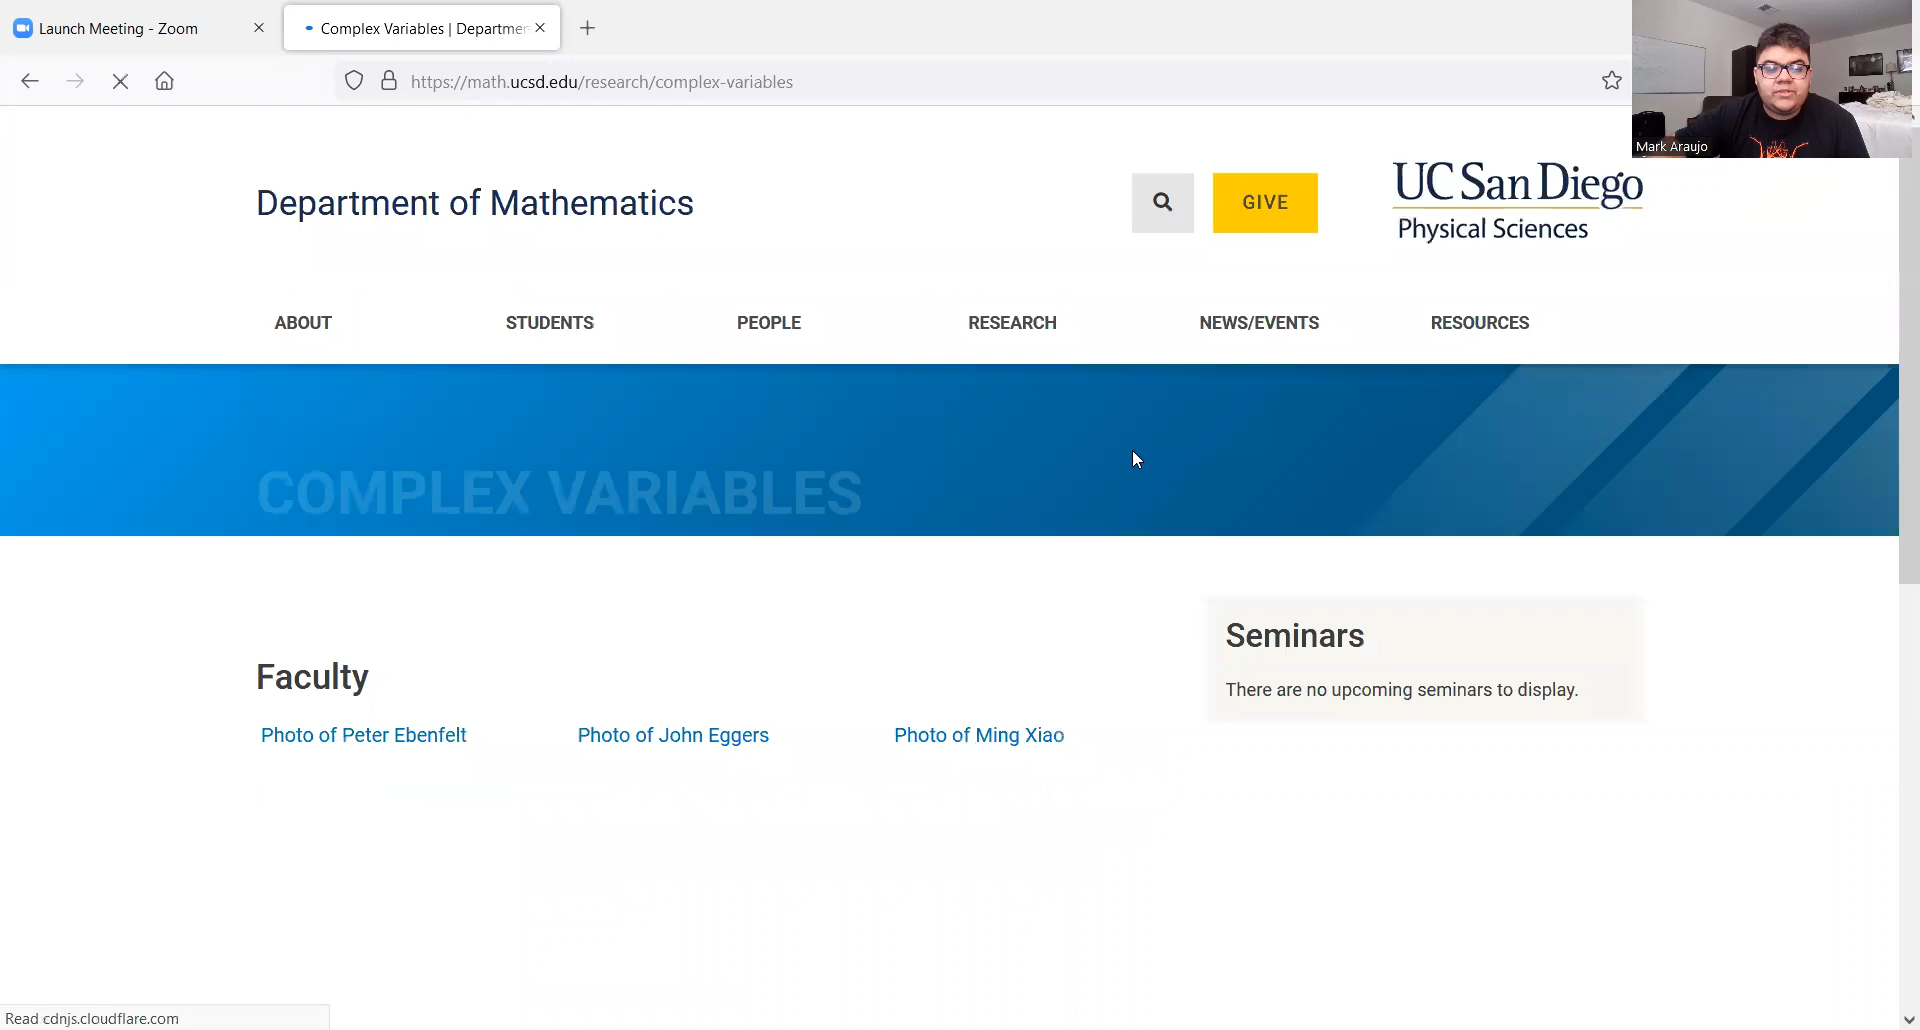 Launch Meeting - Zoom
Complex Variables | Departmen
https://math.ucsd.edu/research/complex-variables
Mark Araujo
Department of Mathematics
GIVE
UC San Diego
Physical Sciences
ABOUT
STUDENTS
PEOPLE
RESEARCH
NEWS/EVENTS
RESOURCES
COMPLEX VARIABLES
Seminars
There are no upcoming seminars to display.
Faculty
Photo of Peter Ebenfelt
Photo of John Eggers
Photo of Ming Xiao
Read cdnjs.cloudflare.com